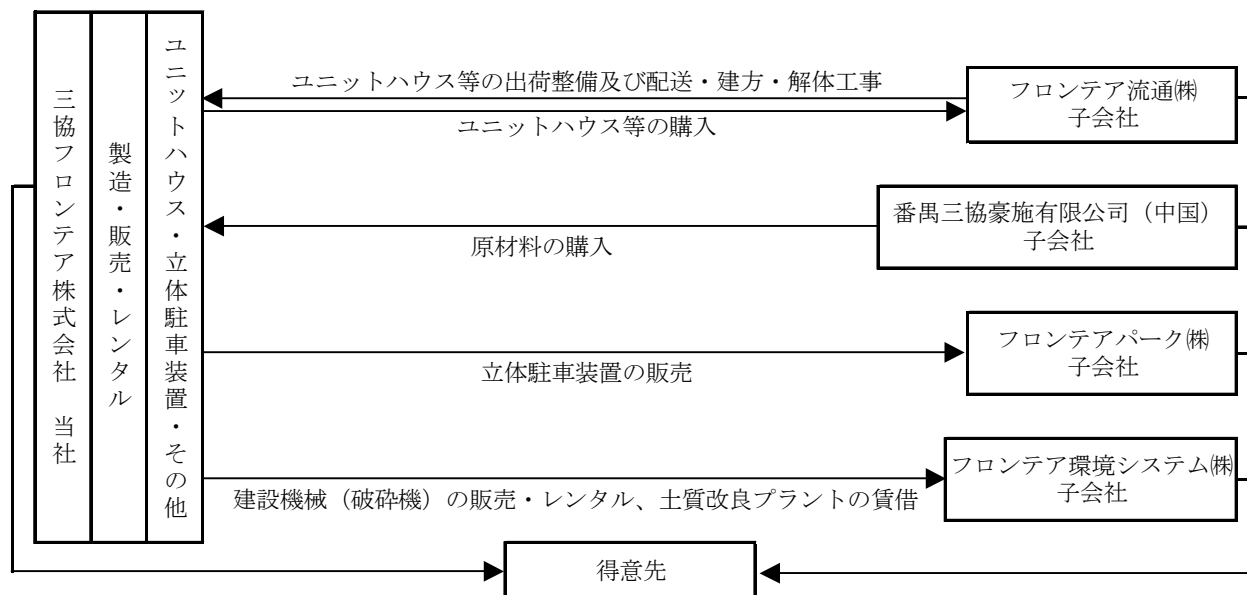 三協フロンテア株式会社 当社
製造・販売・レンタル
ユニットハウス・立体駐車装置・その他
ユニットハウス等の出荷整備及び配送・建方・解体工事
ユニットハウス等の購入
フロンテア流通㈱
子会社
原材料の購入
番禺三協豪施有限公司（中国）
子会社
立体駐車装置の販売
フロンテアパーク㈱
子会社
建設機械（破砕機）の販売・レンタル、土質改良プラントの賃借
フロンテア環境システム㈱
子会社
得意先